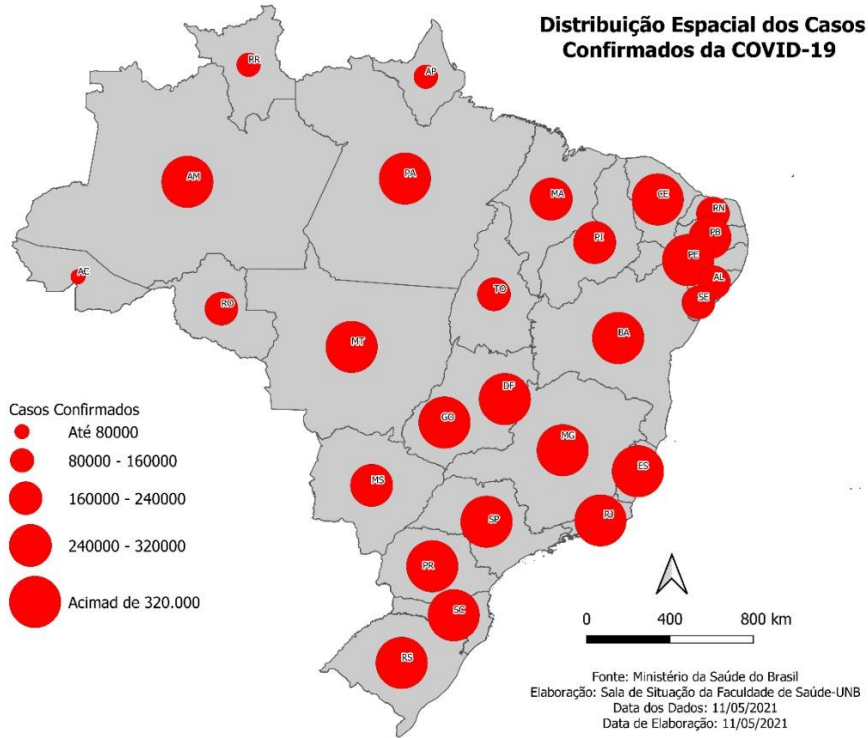 Distribuição Espacial dos Casos
Confirmados da COVID-19
RR
AP
AM
PA
MA
CE
RN
PI
PB
PE
AC
AL
TO
SE
RO
BA
MT
DF
GO
MG
ES
MS
SP
RJ
PR
SC
RS
Casos Confirmados
Até 80000
80000 - 160000
160000 - 240000
240000 - 320000
Acimad de 320.000
0 400 800 km
Fonte: Ministério da Saúde do Brasil
Elaboração: Sala de Situação da Faculdade de Saúde-UNB
Data dos Dados: 11/05/2021
Data de Elaboração: 11/05/2021